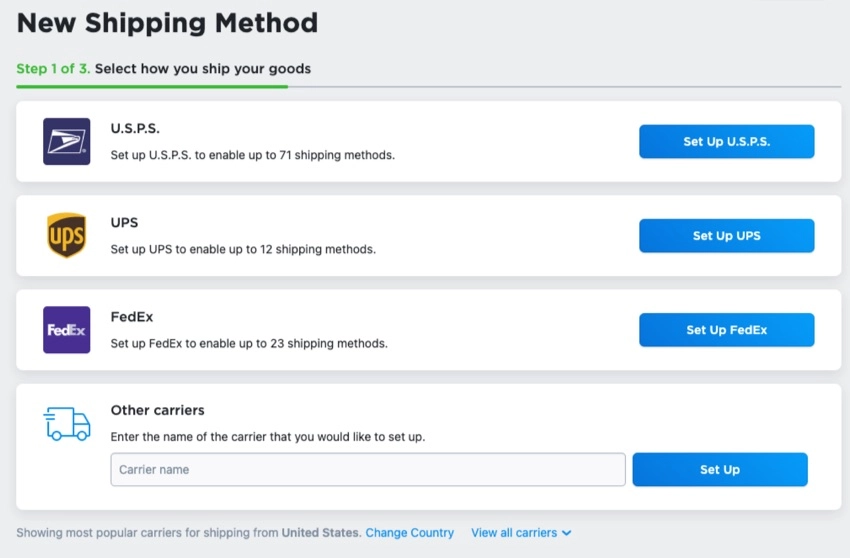 New Shipping Method
Step 1 of 3. Select how you ship your goods
U.S.P.S.
Set up U.S.P.S. to enable up to 71 shipping methods.
Set Up U.S.P.S.
ups
UPS
Set up UPS to enable up to 12 shipping methods.
Set Up UPS
FedEx
FedEx
Set up FedEx to enable up to 23 shipping methods.
Set Up FedEx
Other carriers
Enter the name of the carrier that you would like to set up.
Carrier name
Set Up
Showing most popular carriers for shipping from United States. Change Country View all carriers